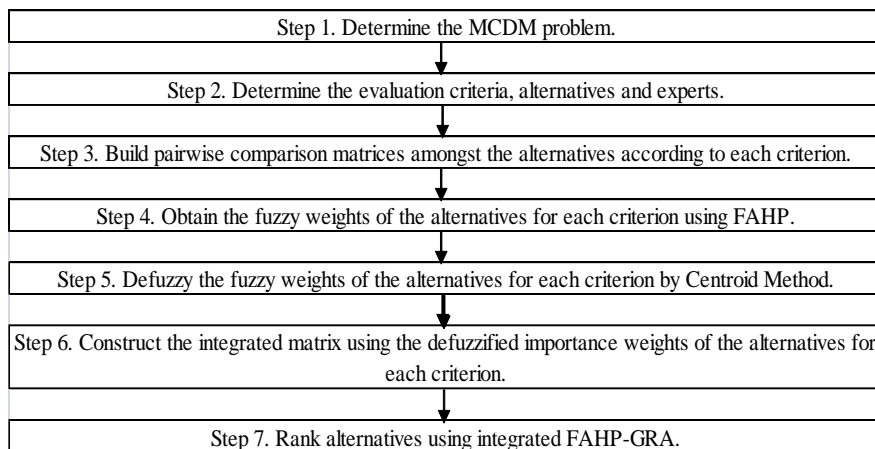 Step 1. Determine the MCDM problem.
Step 2. Determine the evaluation criteria, alternatives and experts.
Step 3. Build pairwise comparison matrices amongst the alternatives according to each criterion.
Step 4. Obtain the fuzzy weights of the alternatives for each criterion using FAHP.
Step 5. Defuzzy the fuzzy weights of the alternatives for each criterion by Centroid Method.
Step 6. Construct the integrated matrix using the defuzzified importance weights of the alternatives for
each criterion.
Step 7. Rank alternatives using integrated FAHP-GRA.